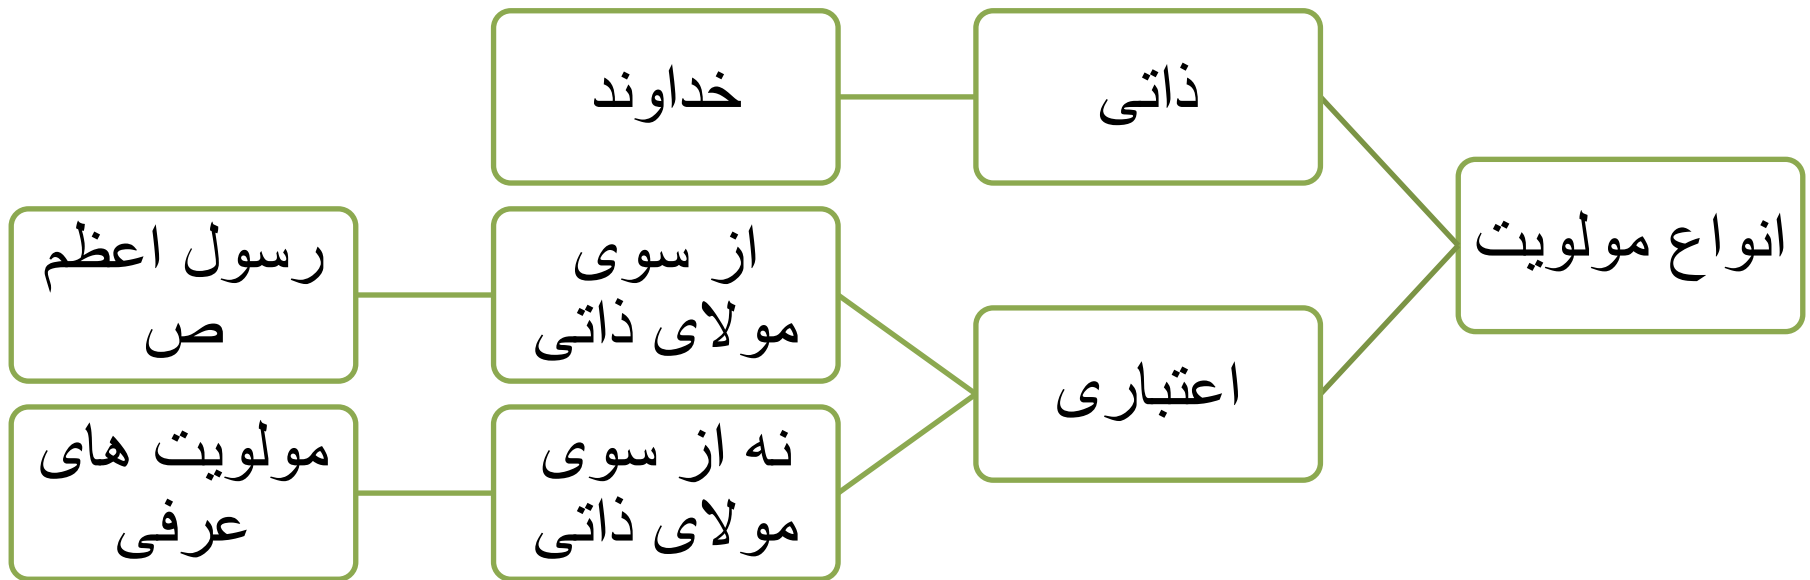 انواع مولویت
ذاتی
خداوند
اعتباری
از سوی
مولای ذاتی
رسول اعظم
ص
نه از سوی
مولای ذاتی
مولویت های
عرفی